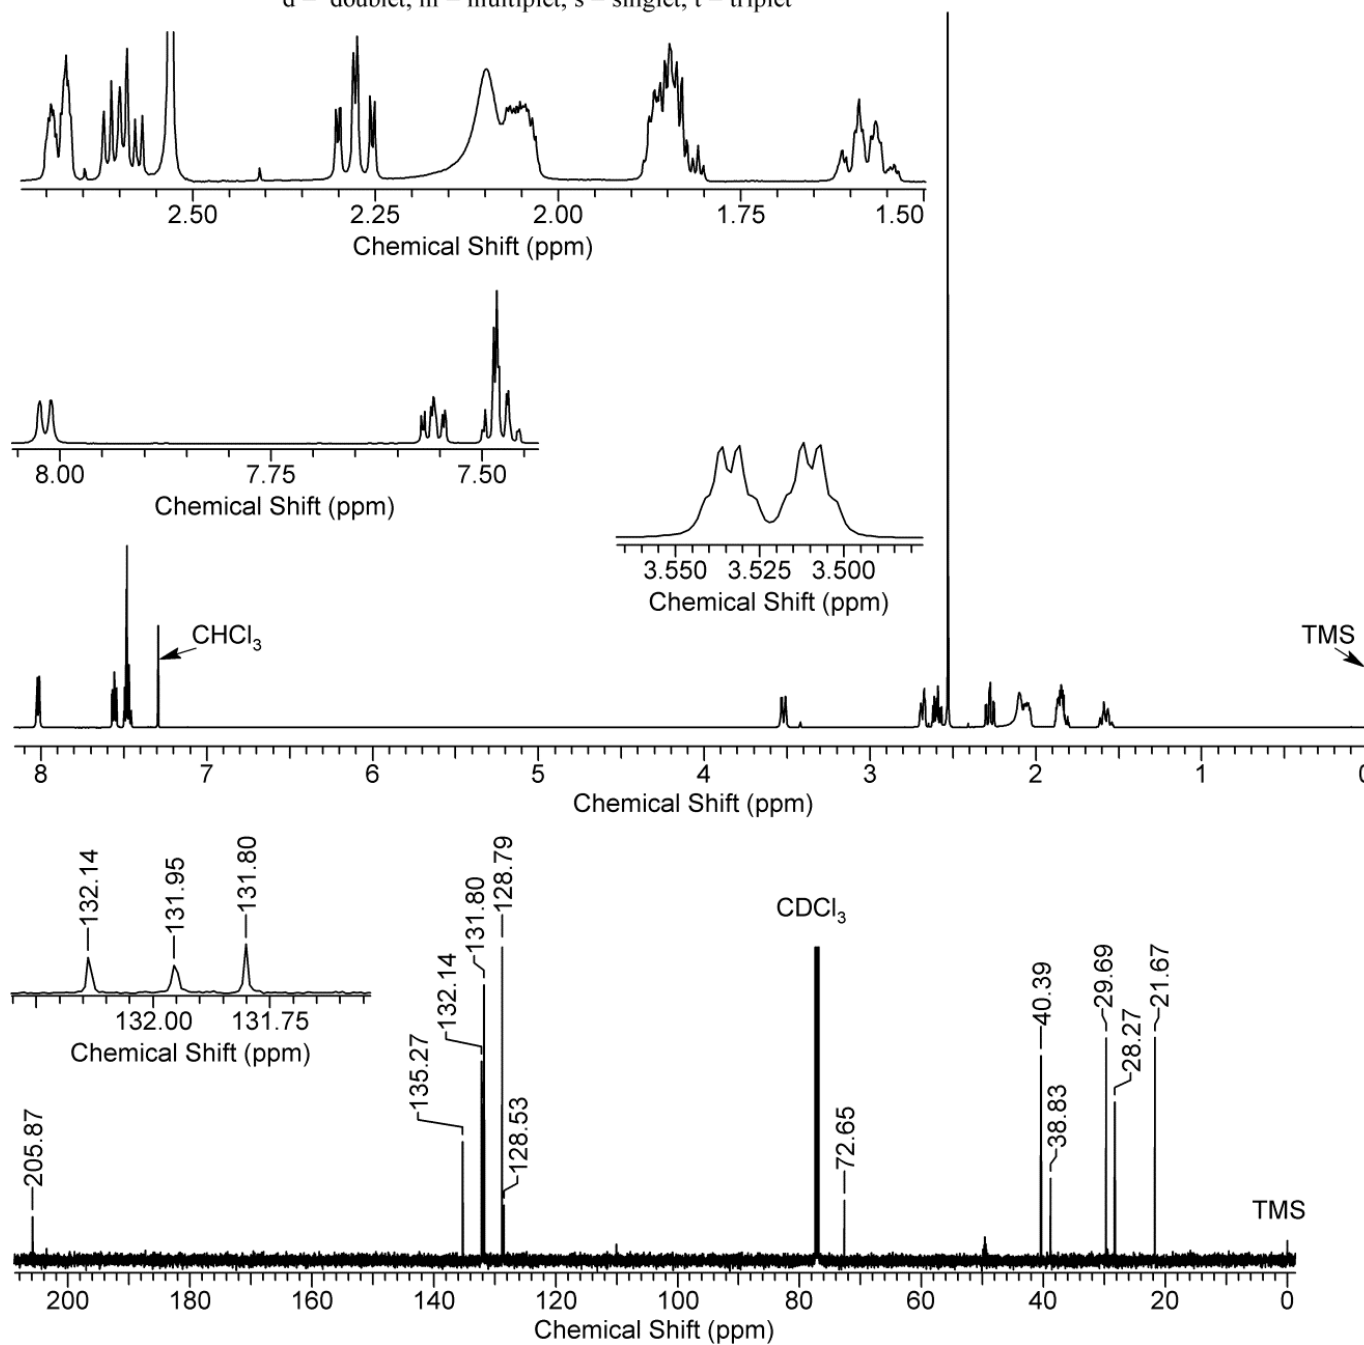 d = doublet, m = multiplet, s = singlet, t = triplet
2.50 2.25 2.00 1.75 1.50
Chemical Shift (ppm)
8.00 7.75 7.50
Chemical Shift (ppm)
3.550 3.525 3.500
Chemical Shift (ppm)
CHCl3
TMS
8 7 6 5 4 3 2 1 0
Chemical Shift (ppm)
132.14
131.95
131.80
132.00 131.75
Chemical Shift (ppm)
205.87
135.27
132.14
131.80
128.79
128.53
CDCl3
72.65
40.39
38.83
29.69
28.27
21.67
TMS
200 180 160 140 120 100 80 60 40 20 0
Chemical Shift (ppm)